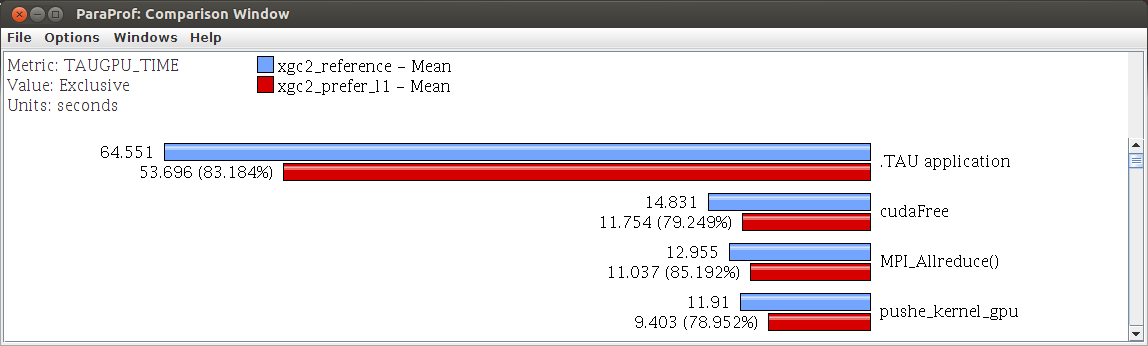 ParaProf: Comparison Window
File Options Windows Help
Metric: TAUGPU_TIME
Value: Exclusive
Units: seconds
xgc2_reference – Mean
xgc2_prefer_l1 – Mean
64.551
53.696 (83.184%)
.TAU application
14.831
11.754 (79.249%)
cudaFree
12.955
11.037 (85.192%)
MPI_Allreduce()
11.91
9.403 (78.952%)
pushe_kernel_gpu